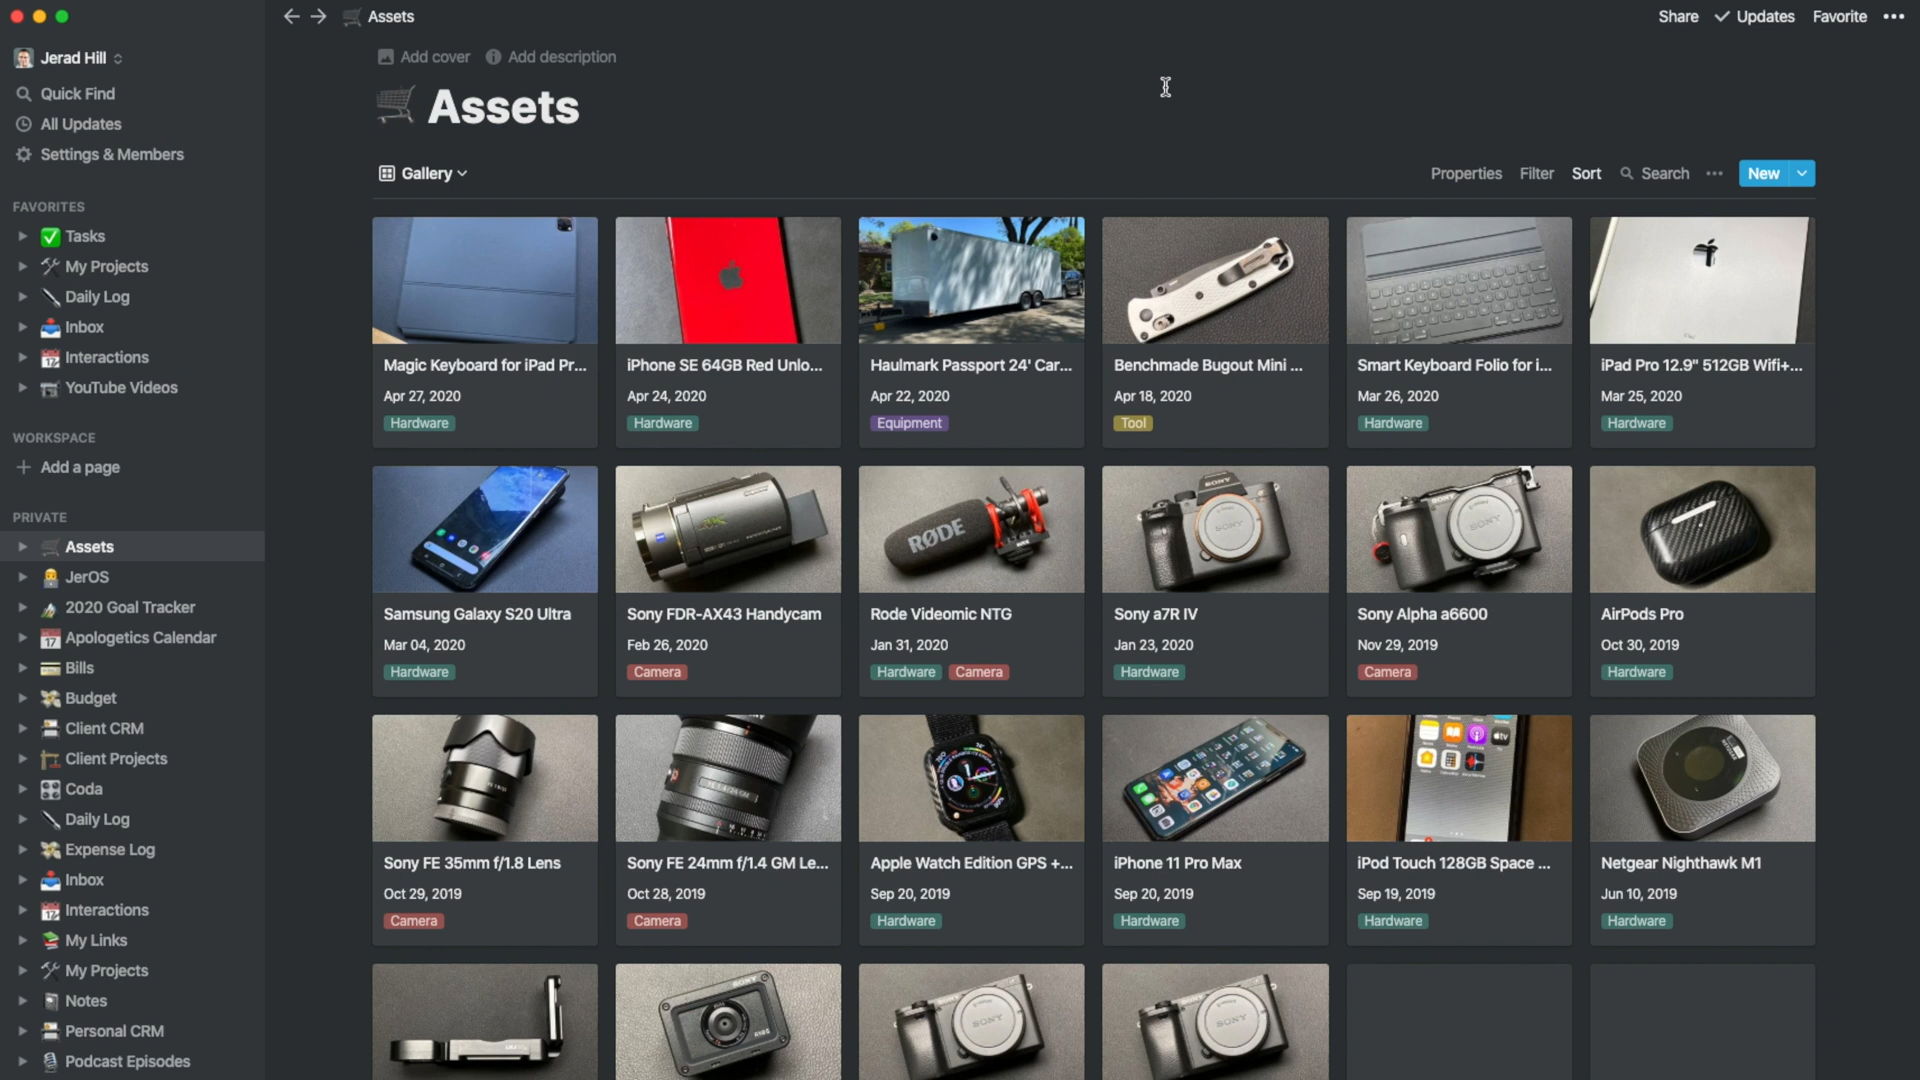 Assets
Share
Updates
Favorite
Jerad Hill
Quick Find
All Updates
Settings & Members
FAVORITES
Tasks
My Projects
Daily Log
Inbox
Interactions
YouTube Videos
WORKSPACE
Add a page
PRIVATE
Assets
JerOS
2020 Goal Tracker
Apologetics Calendar
Bills
Budget
Client CRM
Client Projects
Coda
Daily Log
Expense Log
Inbox
Interactions
My Links
My Projects
Notes
Personal CRM
Podcast Episodes
Add cover
Add description
Assets
Gallery
Properties
Filter
Sort
Search
New
Magic Keyboard for iPad Pr...
Apr 27, 2020
Hardware
iPhone SE 64GB Red Unlo...
Apr 24, 2020
Hardware
Haulmark Passport 24' Car...
Apr 22, 2020
Equipment
Benchmade Bugout Mini ...
Apr 18, 2020
Tool
Smart Keyboard Folio for i...
Mar 26, 2020
Hardware
iPad Pro 12.9" 512GB Wifi+...
Mar 25, 2020
Hardware
Samsung Galaxy S20 Ultra
Mar 04, 2020
Hardware
Sony FDR-AX43 Handycam
Feb 26, 2020
Camera
RØDE
Rode Videomic NTG
Jan 31, 2020
Hardware Camera
SONY
SONY
Sony a7R IV
Jan 23, 2020
Hardware
SONY
Sony Alpha a6600
Nov 29, 2019
Camera
AirPods Pro
Oct 30, 2019
Hardware
Sony FE 35mm f/1.8 Lens
Oct 29, 2019
Camera
Sony FE 24mm f/1.4 GM Le...
Oct 28, 2019
Camera
Apple Watch Edition GPS +...
Sep 20, 2019
Hardware
iPhone 11 Pro Max
Sep 20, 2019
Hardware
iPod Touch 128GB Space ...
Sep 19, 2019
Hardware
Netgear Nighthawk M1
Jun 10, 2019
Hardware
SONY
SONY
SONY